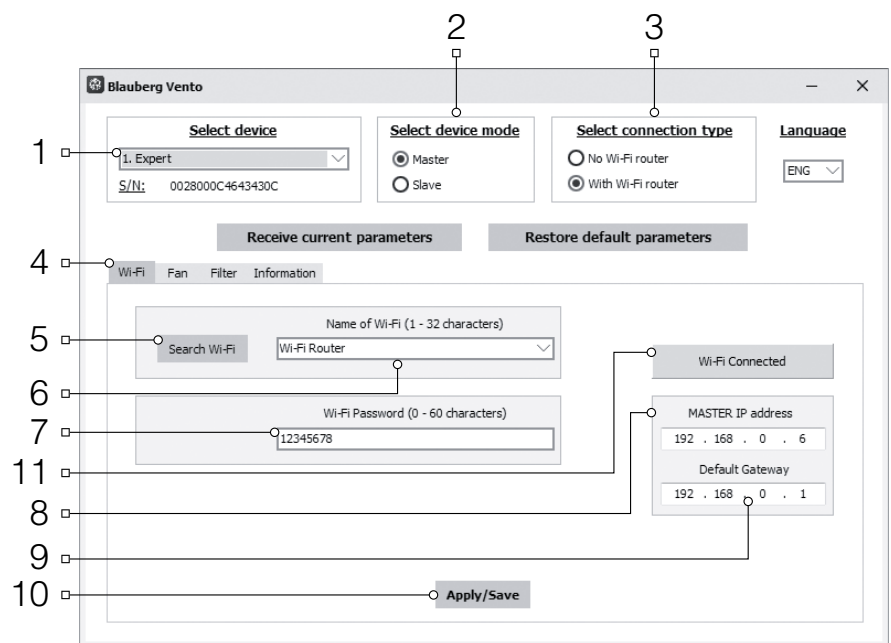 2
3
Blauberg Vento
1
Select device
1. Expert
S/N: 0028000C4643430C
Select device mode
Master
Slave
Select connection type
No Wi-Fi router
With Wi-Fi router
Language
ENG
Receive current parameters
Restore default parameters
4
Wi-Fi Fan Filter Information
5
Search Wi-Fi
Name of Wi-Fi (1 - 32 characters)
Wi-Fi Router
Wi-Fi Connected
6
7
Wi-Fi Password (0 - 60 characters)
12345678
MASTER IP address
192 . 168 . 0 . 6
11
Default Gateway
192 . 168 . 0 . 1
8
9
10
Apply/Save